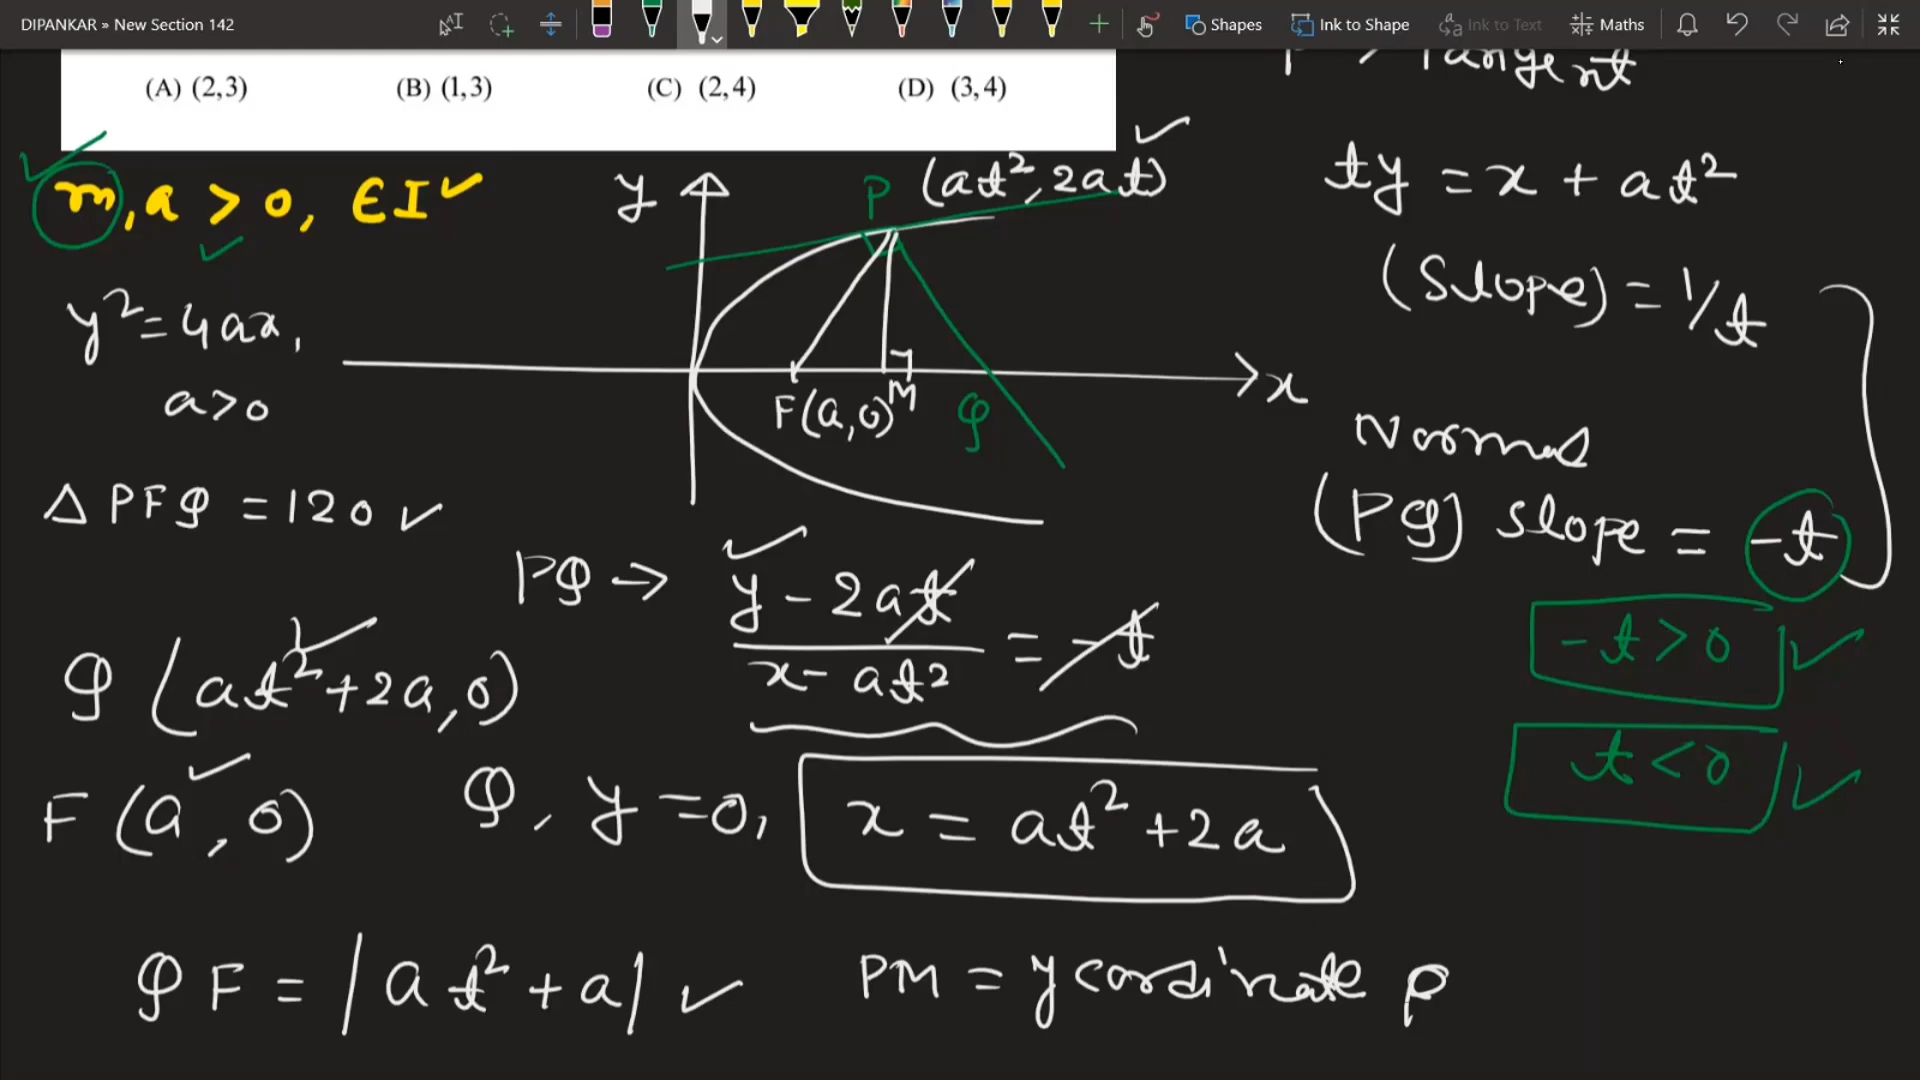 DIPANKAR » New Section 142
Shapes Ink to Shape Ink to Text Maths
(A) (2,3) (B) (1,3) (C) (2,4) (D) (3,4)
Tangent
m, a > 0, ∈ I
y
P (at², 2at)
ty = x + at²
(Slope) = 1/t
y² = 4ax,
a > 0
F(a,0) M Q
x
Normal
(PQ) slope = -t
Δ PFQ = 120
PQ → (y - 2at)/(x - at²) = -t
-t > 0
t < 0
Q (at² + 2a, 0)
F (a, 0)
Q, y = 0, x = at² + 2a
QF = |at² + a|
PM = y cordinate P